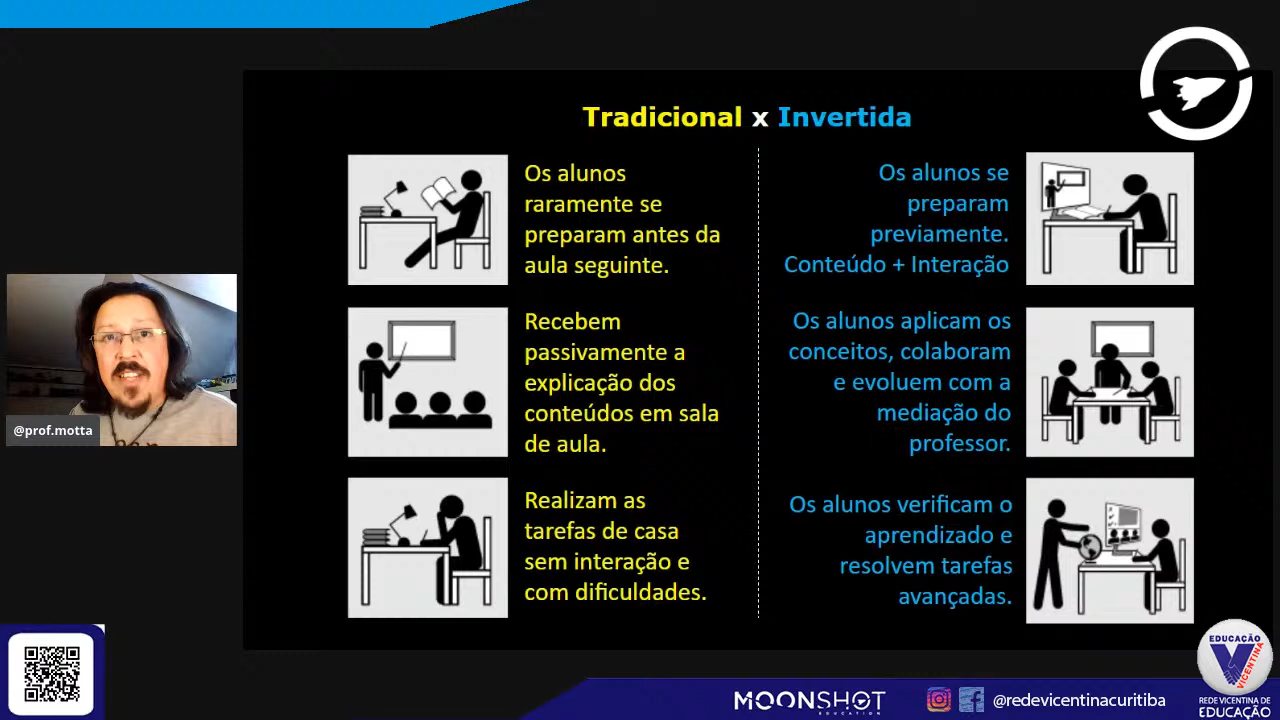 Tradicional x Invertida
Os alunos
raramente se
preparam antes da
aula seguinte.
Os alunos se
preparam
previamente.
Conteúdo + Interação
Recebem
passivamente a
explicação dos
conteúdos em sala
de aula.
Os alunos aplicam os
conceitos, colaboram
e evoluem com a
mediação do
professor.
Realizam as
tarefas de casa
sem interação e
com dificuldades.
Os alunos verificam o
aprendizado e
resolvem tarefas
avançadas.
@prof.motta
MOONSHOT
EDUCATION
@redevicentinacuritiba
EDUCAÇÃO
VICENTINA
REDE VICENTINA DE
EDUCAÇÃO